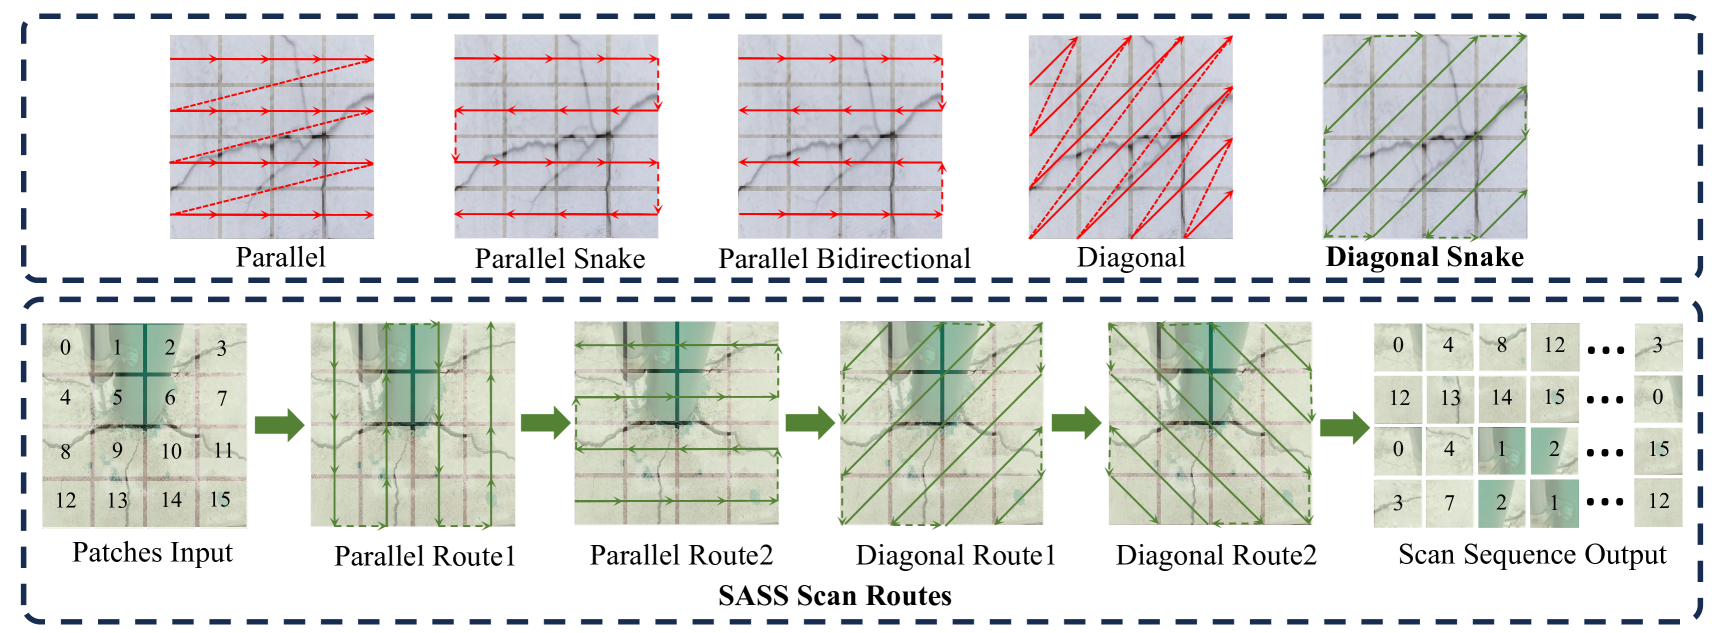 Parallel
Parallel Snake
Parallel Bidirectional
Diagonal
Diagonal Snake
0 1 2 3
4 5 6 7
8 9 10 11
12 13 14 15
Patches Input
Parallel Route1
Parallel Route2
Diagonal Route1
Diagonal Route2
0 4 8 12 ••• 3
12 13 14 15 ••• 0
0 4 1 2 ••• 15
3 7 2 1 ••• 12
Scan Sequence Output
SASS Scan Routes